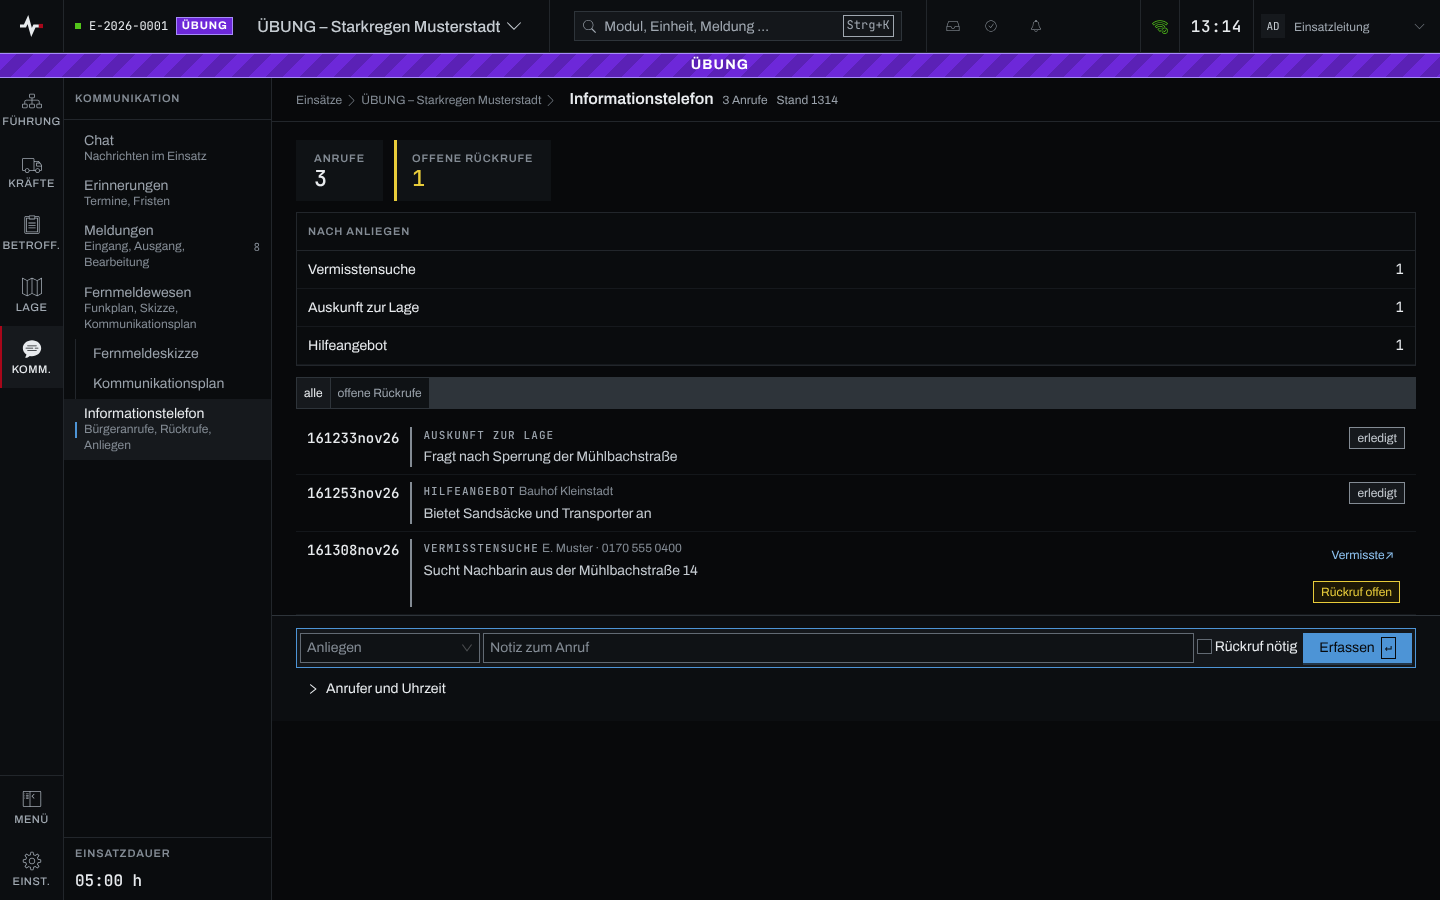 E-2026-0001 ÜBUNG ÜBUNG – Starkregen Musterstadt Modul, Einheit, Meldung ... Strg+K 13:14 AD Einsatzleitung
ÜBUNG
FÜHRUNG
KRÄFTE
BETROFF.
LAGE
KOMM.
MENÜ
EINST.
KOMMUNIKATION
Chat
Nachrichten im Einsatz
Erinnerungen
Termine, Fristen
Meldungen
Eingang, Ausgang,
Bearbeitung
8
Fernmeldewesen
Funkplan, Skizze,
Kommunikationsplan
Fernmeldeskizze
Kommunikationsplan
Informationstelefon
Bürgeranrufe, Rückrufe,
Anliegen
EINSATZDAUER
05:00 h
Einsätze ÜBUNG – Starkregen Musterstadt Informationstelefon 3 Anrufe Stand 1314
ANRUFE
3
OFFENE RÜCKRUFE
1
NACH ANLIEGEN
Vermisstensuche 1
Auskunft zur Lage 1
Hilfeangebot 1
alle offene Rückrufe
161233nov26 AUSKUNFT ZUR LAGE erledigt
Fragt nach Sperrung der Mühlbachstraße
161253nov26 HILFEANGEBOT Bauhof Kleinstadt erledigt
Bietet Sandsäcke und Transporter an
161308nov26 VERMISSTENSUCHE E. Muster · 0170 555 0400 Vermisste↗
Sucht Nachbarin aus der Mühlbachstraße 14
Rückruf offen
Anliegen Notiz zum Anruf Rückruf nötig Erfassen ↵
Anrufer und Uhrzeit